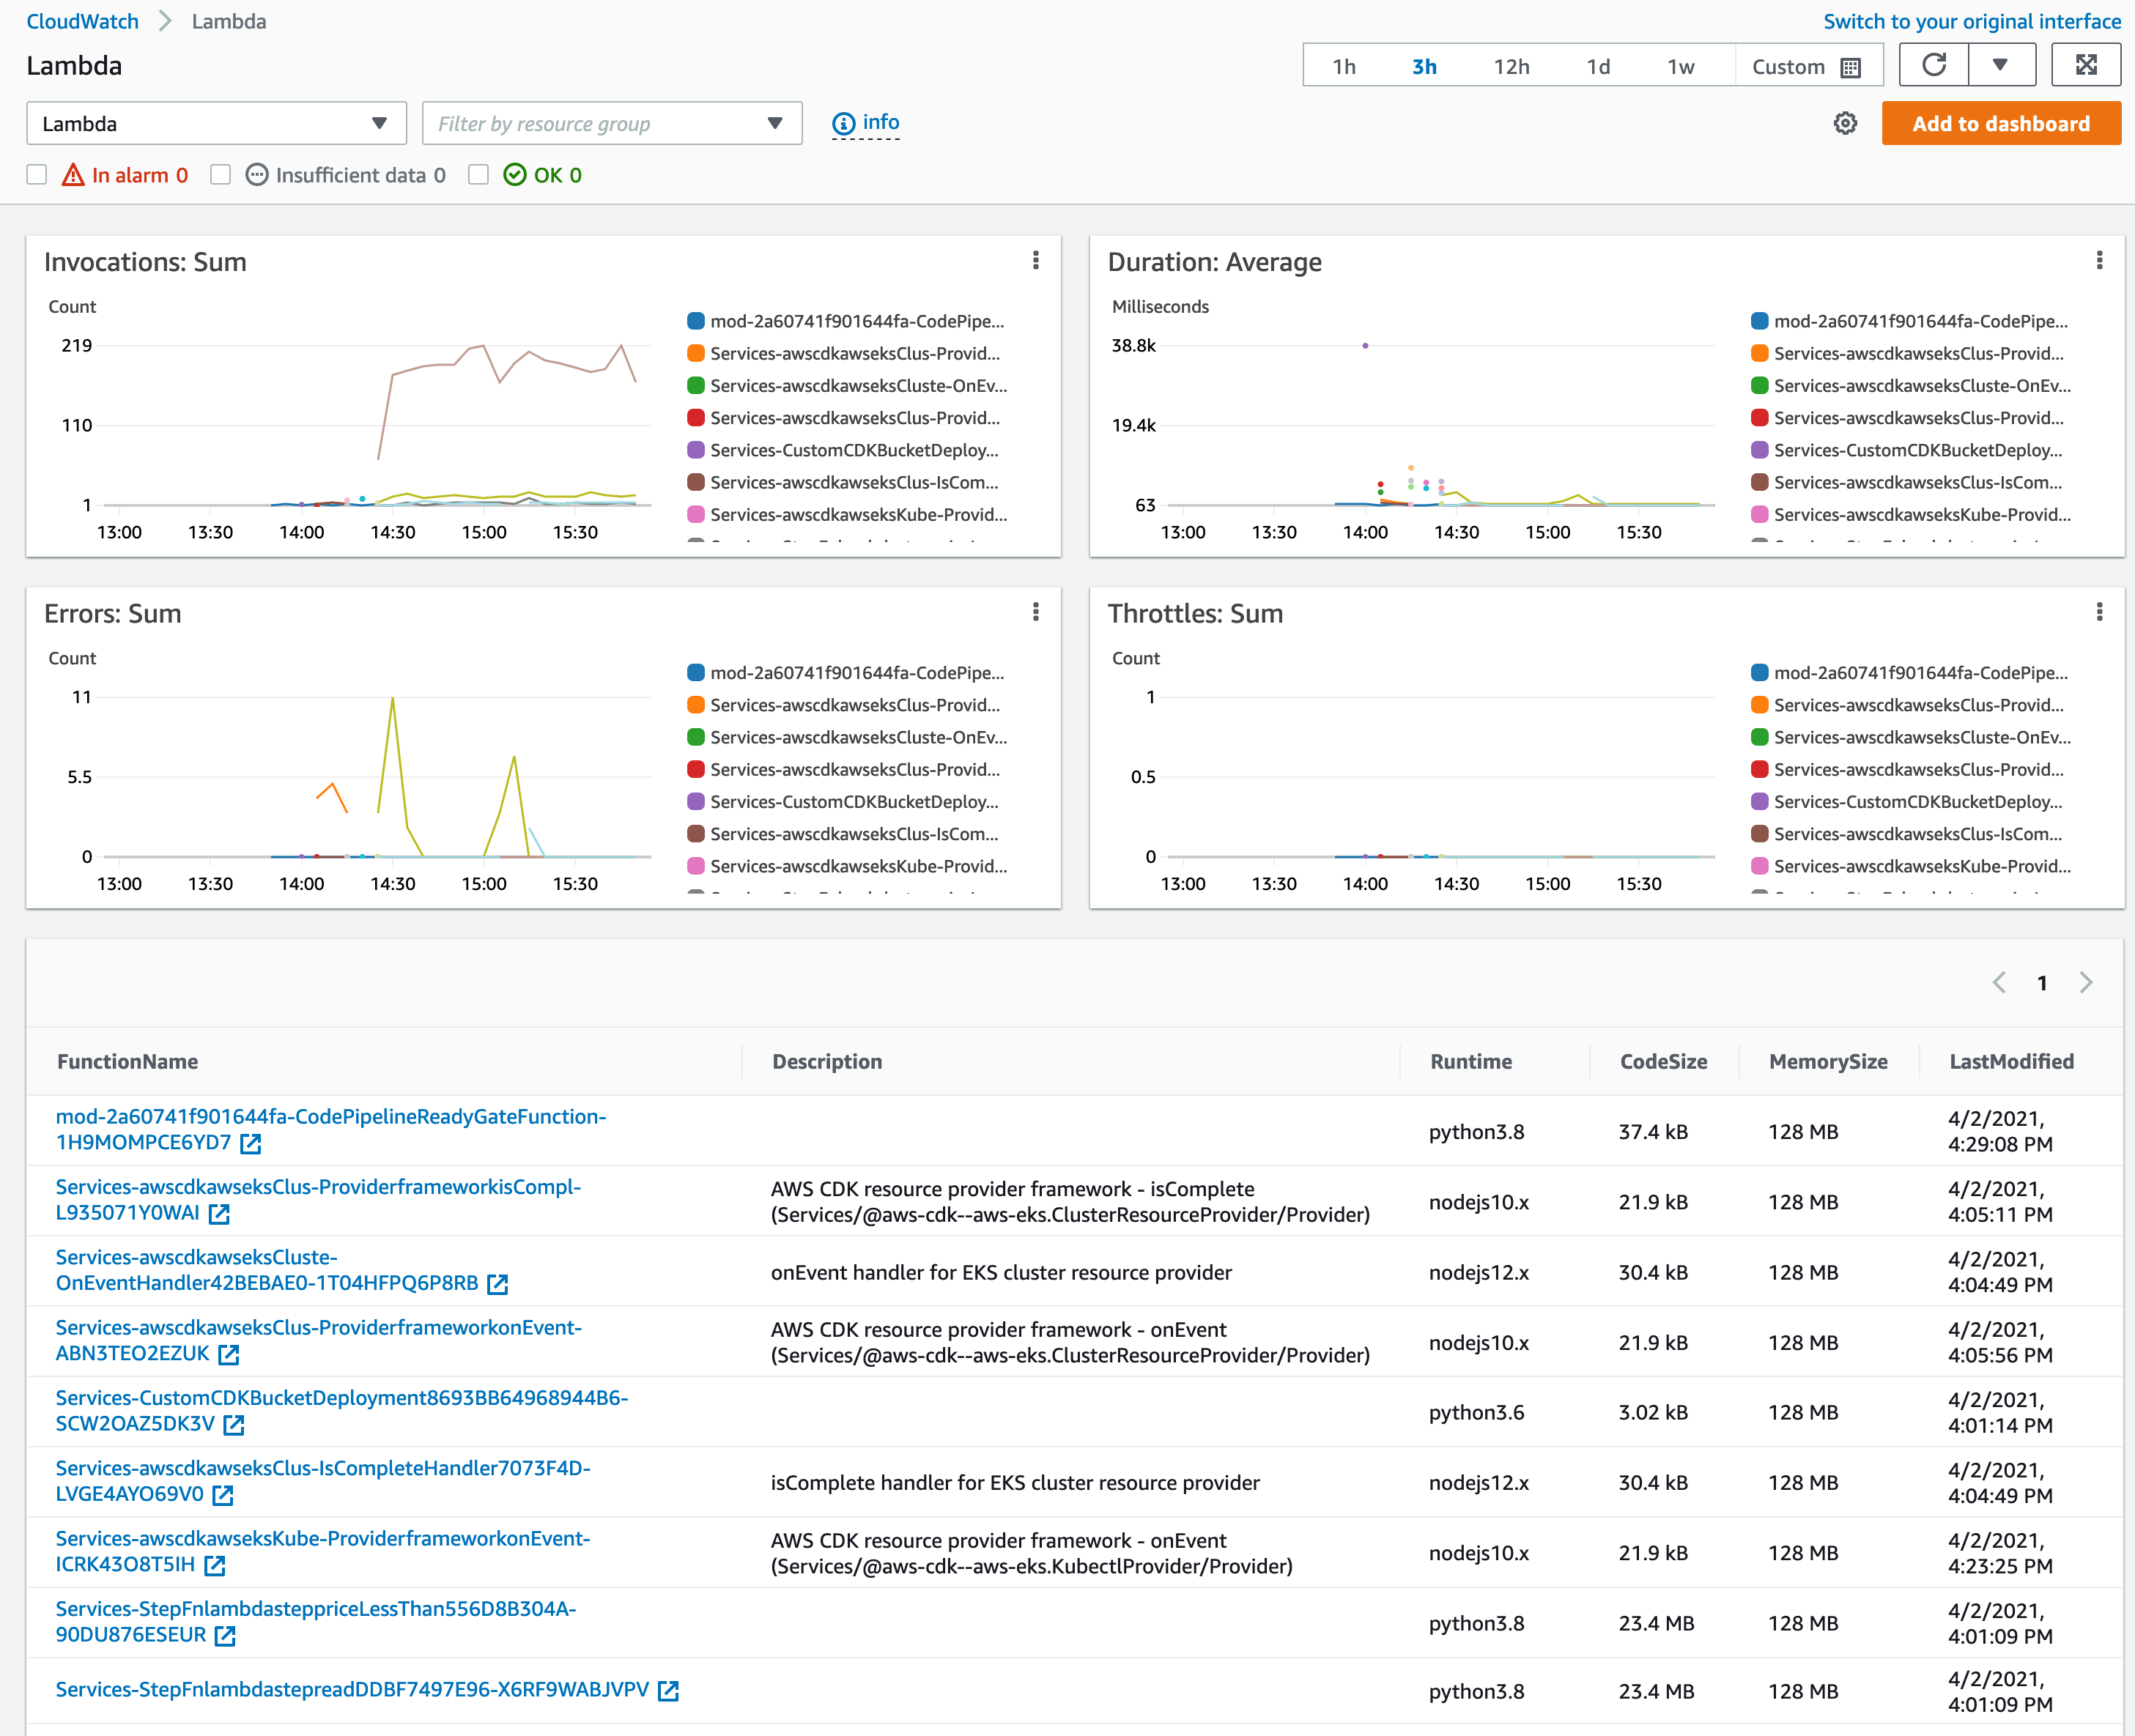 CloudWatch Lambda
Switch to your original interface
Lambda
1h 3h 12h 1d 1w Custom
Lambda Filter by resource group info
Add to dashboard
In alarm 0 Insufficient data 0 OK 0
Invocations: Sum
Count
219
110
1
13:00 13:30 14:00 14:30 15:00 15:30
mod-2a60741f901644fa-CodePipe...
Services-awscdkawseksClus-Provid...
Services-awscdkawseksCluste-OnEv...
Services-awscdkawseksClus-Provid...
Services-CustomCDKBucketDeploy...
Services-awscdkawseksClus-IsCom...
Services-awscdkawseksKube-Provid...
Duration: Average
Milliseconds
38.8k
19.4k
63
13:00 13:30 14:00 14:30 15:00 15:30
mod-2a60741f901644fa-CodePipe...
Services-awscdkawseksClus-Provid...
Services-awscdkawseksCluste-OnEv...
Services-awscdkawseksClus-Provid...
Services-CustomCDKBucketDeploy...
Services-awscdkawseksClus-IsCom...
Services-awscdkawseksKube-Provid...
Errors: Sum
Count
11
5.5
0
13:00 13:30 14:00 14:30 15:00 15:30
mod-2a60741f901644fa-CodePipe...
Services-awscdkawseksClus-Provid...
Services-awscdkawseksCluste-OnEv...
Services-awscdkawseksClus-Provid...
Services-CustomCDKBucketDeploy...
Services-awscdkawseksClus-IsCom...
Services-awscdkawseksKube-Provid...
Throttles: Sum
Count
1
0.5
0
13:00 13:30 14:00 14:30 15:00 15:30
mod-2a60741f901644fa-CodePipe...
Services-awscdkawseksClus-Provid...
Services-awscdkawseksCluste-OnEv...
Services-awscdkawseksClus-Provid...
Services-CustomCDKBucketDeploy...
Services-awscdkawseksClus-IsCom...
Services-awscdkawseksKube-Provid...
1
FunctionName Description Runtime CodeSize MemorySize LastModified
mod-2a60741f901644fa-CodePipelineReadyGateFunction-
1H9MOMPCE6YD7
python3.8 37.4 kB 128 MB
4/2/2021,
4:29:08 PM
Services-awscdkawseksClus-ProviderframeworkisCompl-
L935071Y0WAI
AWS CDK resource provider framework - isComplete
(Services/@aws-cdk--aws-eks.ClusterResourceProvider/Provider)
nodejs10.x 21.9 kB 128 MB
4/2/2021,
4:05:11 PM
Services-awscdkawseksCluste-
OnEventHandler42BEBAE0-1T04HFPQ6P8RB
onEvent handler for EKS cluster resource provider
nodejs12.x 30.4 kB 128 MB
4/2/2021,
4:04:49 PM
Services-awscdkawseksClus-ProviderframeworkonEvent-
ABN3TEO2EZUK
AWS CDK resource provider framework - onEvent
(Services/@aws-cdk--aws-eks.ClusterResourceProvider/Provider)
nodejs10.x 21.9 kB 128 MB
4/2/2021,
4:05:56 PM
Services-CustomCDKBucketDeployment8693BB64968944B6-
SCW2OAZ5DK3V
python3.6 3.02 kB 128 MB
4/2/2021,
4:01:14 PM
Services-awscdkawseksClus-IsCompleteHandler7073F4D-
LVGE4AYO69V0
isComplete handler for EKS cluster resource provider
nodejs12.x 30.4 kB 128 MB
4/2/2021,
4:04:49 PM
Services-awscdkawseksKube-ProviderframeworkonEvent-
ICRK43O8T5IH
AWS CDK resource provider framework - onEvent
(Services/@aws-cdk--aws-eks.KubectlProvider/Provider)
nodejs10.x 21.9 kB 128 MB
4/2/2021,
4:23:25 PM
Services-StepFnlambdasteppriceLessThan556D8B304A-
90DU876ESEUR
python3.8 23.4 MB 128 MB
4/2/2021,
4:01:09 PM
Services-StepFnlambdastepreadDDBF7497E96-X6RF9WABJVPV
python3.8 23.4 MB 128 MB
4/2/2021,
4:01:09 PM